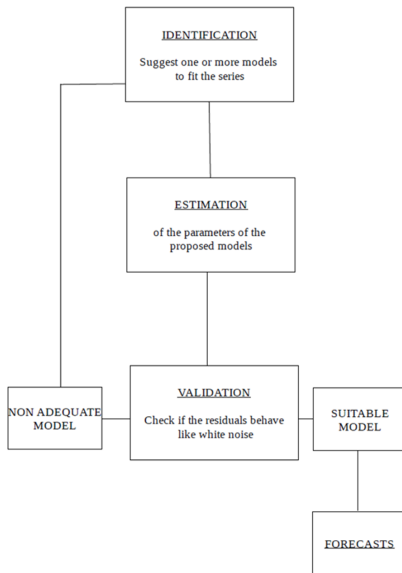 IDENTIFICATION
Suggest one or more models
to fit the series
ESTIMATION
of the parameters of the
proposed models
VALIDATION
Check if the residuals behave
like white noise
NON ADEQUATE
MODEL
SUITABLE
MODEL
FORECASTS